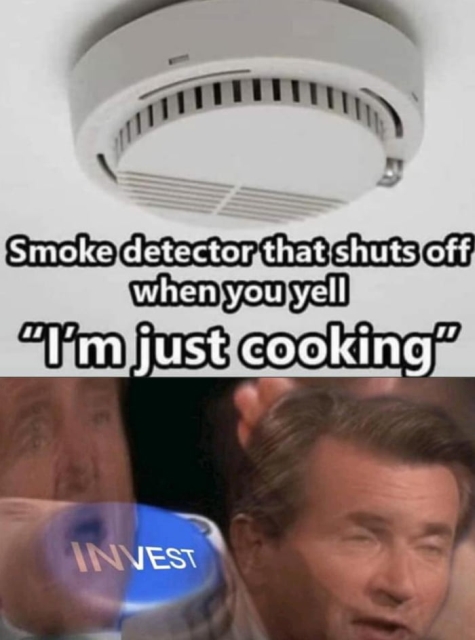 Smoke detector that shuts off
when you yell
"I'm just cooking"
INVEST